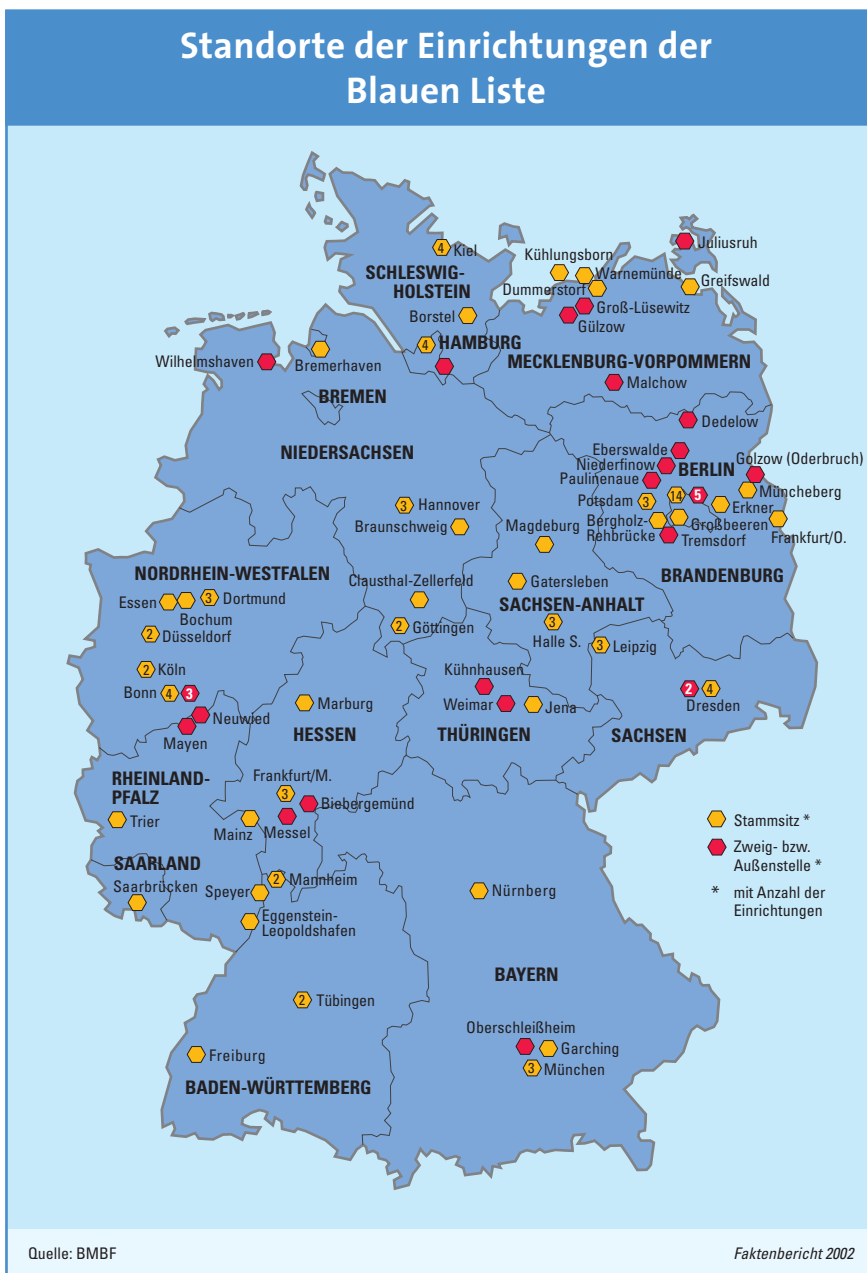 Standorte der Einrichtungen der
Blauen Liste
Juliusruh
4 Kiel
Kühlungsborn
Warnemünde
SCHLESWIG-
HOLSTEIN
Dummerstorf
Greifswald
Groß-Lüsewitz
Borstel
Gülzow
4 HAMBURG
Wilhelmshaven
Bremerhaven
MECKLENBURG-VORPOMMERN
Malchow
BREMEN
Dedelow
NIEDERSACHSEN
Eberswalde
Niederfinow
BERLIN
Golzow (Oderbruch)
Paulinenaue
14 5
Müncheberg
Potsdam 3
Erkner
3 Hannover
Braunschweig
Magdeburg
Bergholz-
Rehbrücke
Großbeeren
Tremsdorf
Frankfurt/O.
NORDRHEIN-WESTFALEN
Clausthal-Zellerfeld
Gatersleben
BRANDENBURG
Essen
3 Dortmund
Bochum
SACHSEN-ANHALT
2 Düsseldorf
2 Göttingen
3
Halle S.
3 Leipzig
2 Köln
Kühnhausen
Bonn 4 3
2 4
Dresden
Marburg
Weimar
Jena
Neuwied
Mayen
HESSEN
THÜRINGEN
SACHSEN
RHEINLAND-
PFALZ
Frankfurt/M.
3
Biebergemünd
Trier
Mainz
Messel
Stammsitz *
Zweig- bzw.
Außenstelle *
SAARLAND
Saarbrücken
2 Mannheim
Speyer
Nürnberg
* mit Anzahl der
Einrichtungen
Eggenstein-
Leopoldshafen
BAYERN
2 Tübingen
Oberschleißheim
Freiburg
Garching
3 München
BADEN-WÜRTTEMBERG
Quelle: BMBF
Faktenbericht 2002